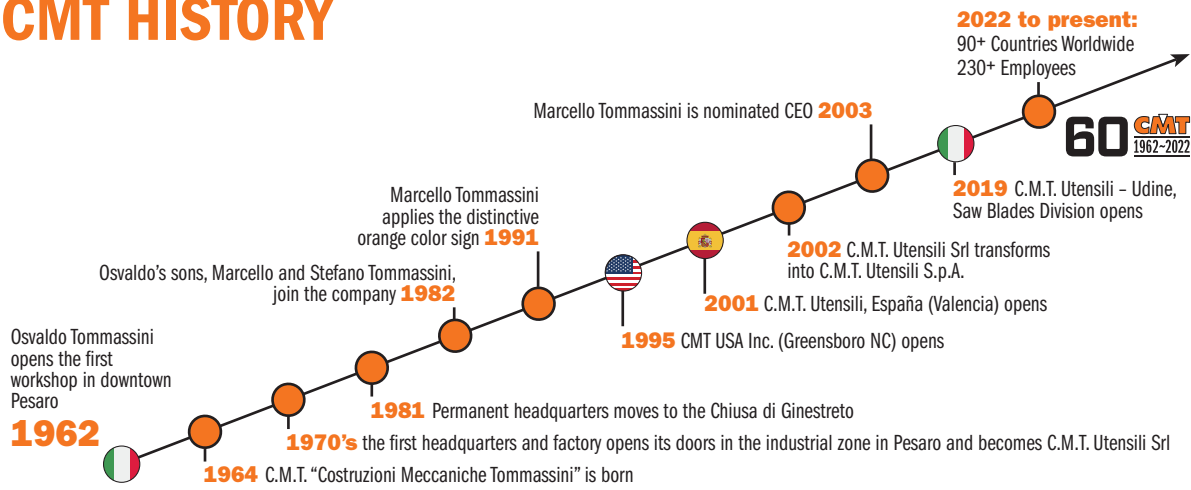 CMT HISTORY
2022 to present:
90+ Countries Worldwide
230+ Employees
Marcello Tommassini is nominated CEO 2003
60 CMT
1962~2022
2019 C.M.T. Utensili – Udine,
Saw Blades Division opens
Marcello Tommassini
applies the distinctive
orange color sign 1991
2002 C.M.T. Utensili Srl transforms
into C.M.T. Utensili S.p.A.
Osvaldo’s sons, Marcello and Stefano Tommassini,
join the company 1982
2001 C.M.T. Utensili, España (Valencia) opens
1995 CMT USA Inc. (Greensboro NC) opens
Osvaldo Tommassini
opens the first
workshop in downtown
Pesaro
1962
1981 Permanent headquarters moves to the Chiusa di Ginestreto
1970’s the first headquarters and factory opens its doors in the industrial zone in Pesaro and becomes C.M.T. Utensili Srl
1964 C.M.T. “Costruzioni Meccaniche Tommassini” is born